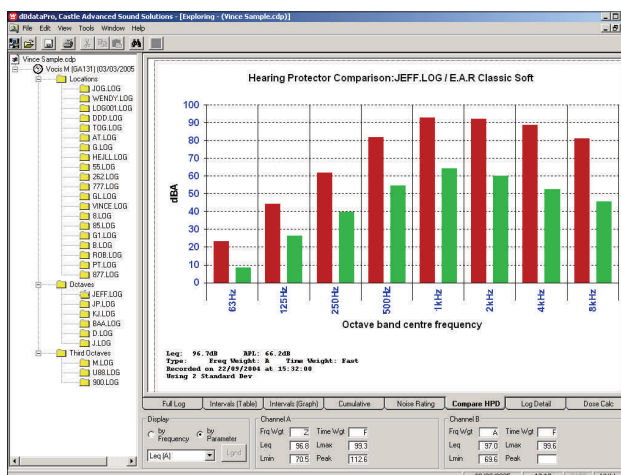 dBdataPro, Castle Advanced Sound Solutions - [Exploring - (Vince Sample.cdp)]
File Edit View Tools Window Help
Vince Sample.cdp
Vocis M (GA131) (03/03/2005
Locations
JOG.LOG
WENDY.LOG
LOG001.LOG
DDD.LOG
TOG.LOG
AT.LOG
G.LOG
HEJLL.LOG
55.LOG
262.LOG
777.LOG
GL.LOG
VINCE.LOG
8.LOG
85.LOG
G1.LOG
B.LOG
ROB.LOG
PT.LOG
877.LOG
Octaves
JEFF.LOG
JP.LOG
KJ.LOG
BAA.LOG
D.LOG
J.LOG
Third Octaves
M.LOG
U88.LOG
900.LOG
Hearing Protector Comparison:JEFF.LOG / E.A.R Classic Soft
dBA
100
90
80
70
60
50
40
30
20
10
0
63Hz 125Hz 250Hz 500Hz 1kHz 2kHz 4kHz 8kHz
Octave band centre frequency
Leq: 96.7dB APL: 66.2dB
Type: Freq Weight: A Time Weight: Fast
Recorded on 22/09/2004 at 15:32:00
Using 2 Standard Dev
Full Log Intervals (Table) Intervals (Graph) Cumulative Noise Rating Compare HPD Log Detail Dose Calc
Display
by Frequency by Parameter
Leq (A) Lgnd
Channel A
Frq Wgt Z Time Wgt F
Leq 96.8 Lmax 99.3
Lmin 70.5 Peak 112.6
Channel B
Frq Wgt A Time Wgt F
Leq 97.0 Lmax 99.6
Lmin 69.6 Peak